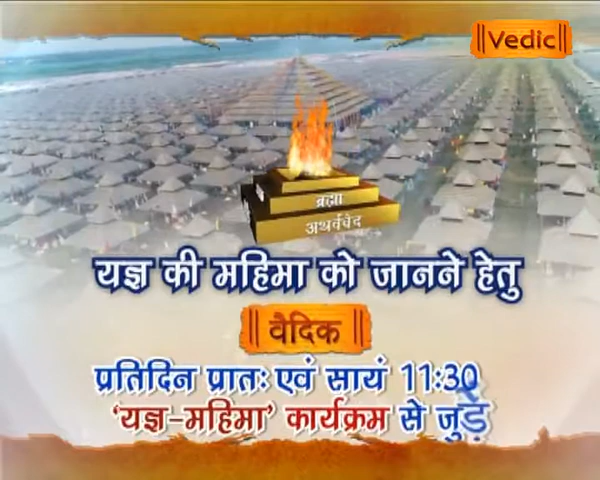 ||Vedic||
ब्रह्मा
अथर्ववेद
यज्ञ की महिमा को जानने हेतु
|| वैदिक ||
प्रतिदिन प्रातः एवं सायं 11:30
‘यज्ञ-महिमा’ कार्यक्रम से जुड़ें